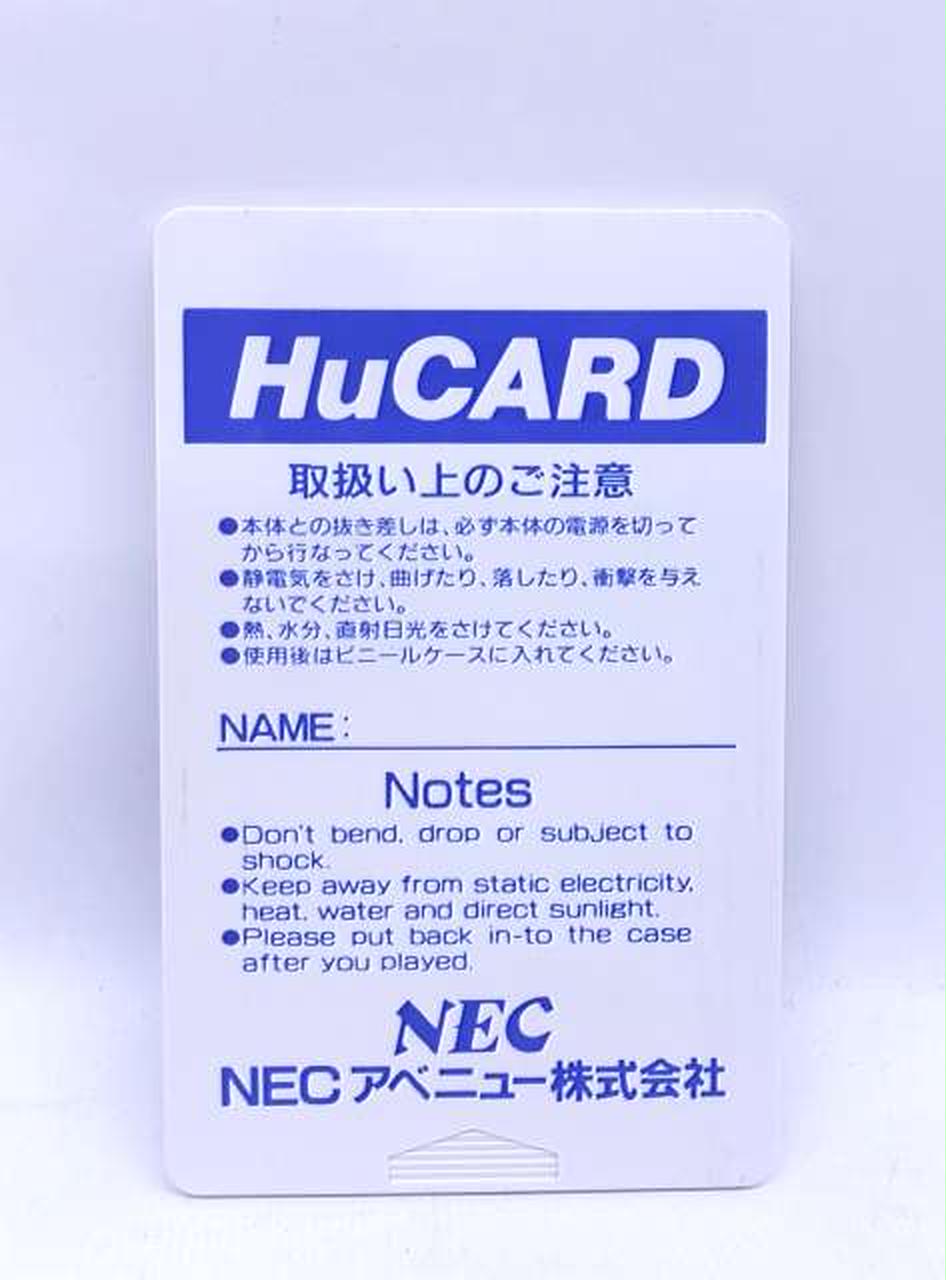 HuCARD
取扱い上のご注意
●本体との抜き差しは、必ず本体の電源を切って
から行なってください。
●静電気をさけ、曲げたり、落したり、衝撃を与え
ないでください。
●熱、水分、直射日光をさけてください。
●使用後はビニールケースに入れてください。
NAME:
Notes
●Don't bend, drop or subject to
shock.
●Keep away from static electricity,
heat, water and direct sunlight.
●Please put back in-to the case
after you played.
NEC
NECアベニュー株式会社